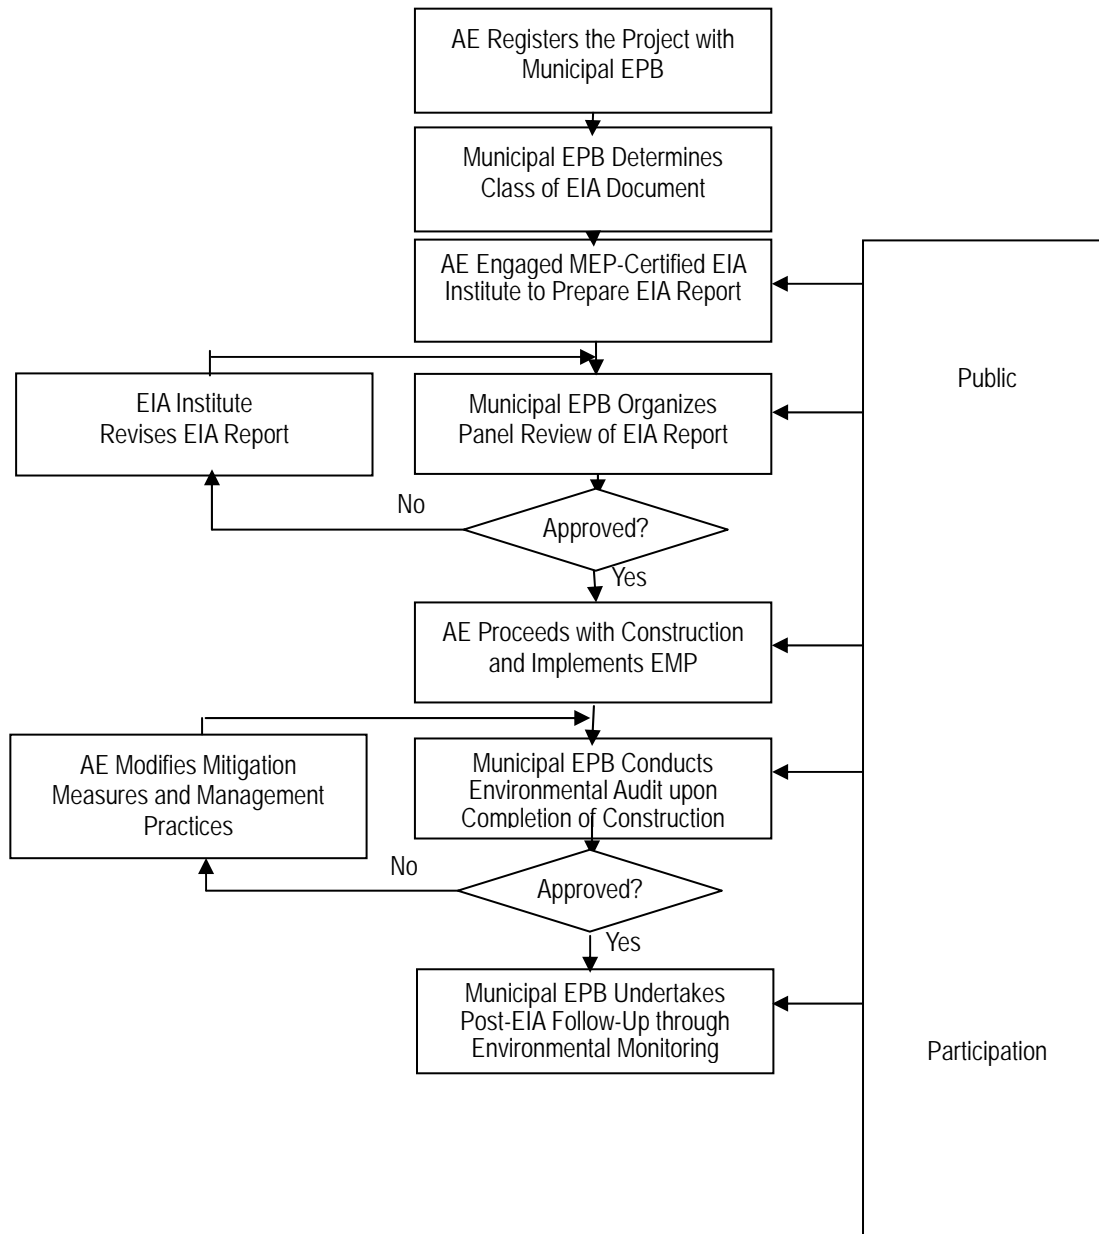 AE Registers the Project with
Municipal EPB
Municipal EPB Determines
Class of EIA Document
AE Engaged MEP-Certified EIA
Institute to Prepare EIA Report
Public
EIA Institute
Revises EIA Report
Municipal EPB Organizes
Panel Review of EIA Report
No
Approved?
Yes
AE Proceeds with Construction
and Implements EMP
AE Modifies Mitigation
Measures and Management
Practices
Municipal EPB Conducts
Environmental Audit upon
Completion of Construction
No
Approved?
Yes
Municipal EPB Undertakes
Post-EIA Follow-Up through
Environmental Monitoring
Participation